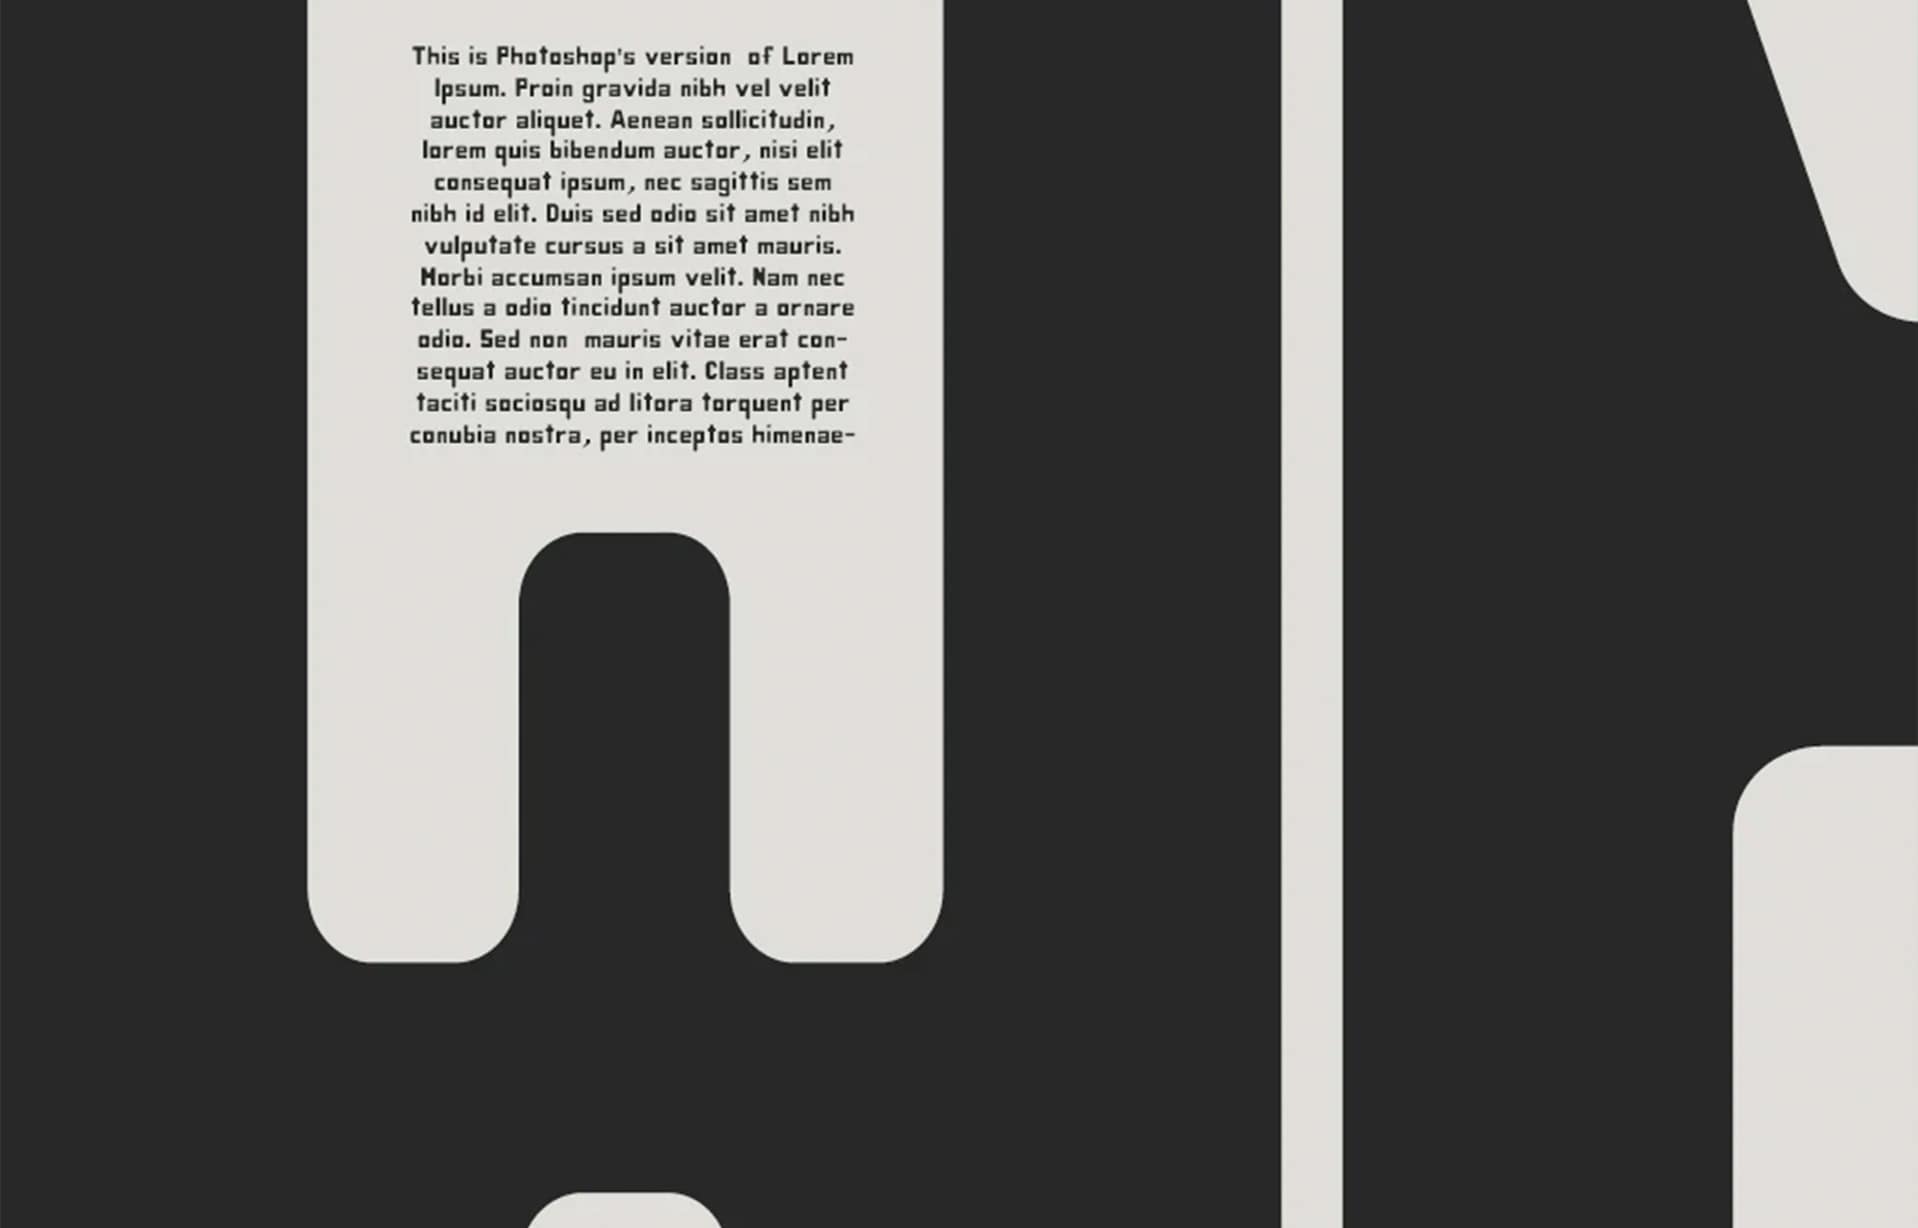 This is Photoshop's version  of Lorem
Ipsum. Proin gravida nibh vel velit
auctor aliquet. Aenean sollicitudin,
lorem quis bibendum auctor, nisi elit
consequat ipsum, nec sagittis sem
nibh id elit. Duis sed odio sit amet nibh
vulputate cursus a sit amet mauris.
Morbi accumsan ipsum velit. Nam nec
tellus a odio tincidunt auctor a ornare
odio. Sed non  mauris vitae erat con-
sequat auctor eu in elit. Class aptent
taciti sociosqu ad litora torquent per
conubia nostra, per inceptos himenae-